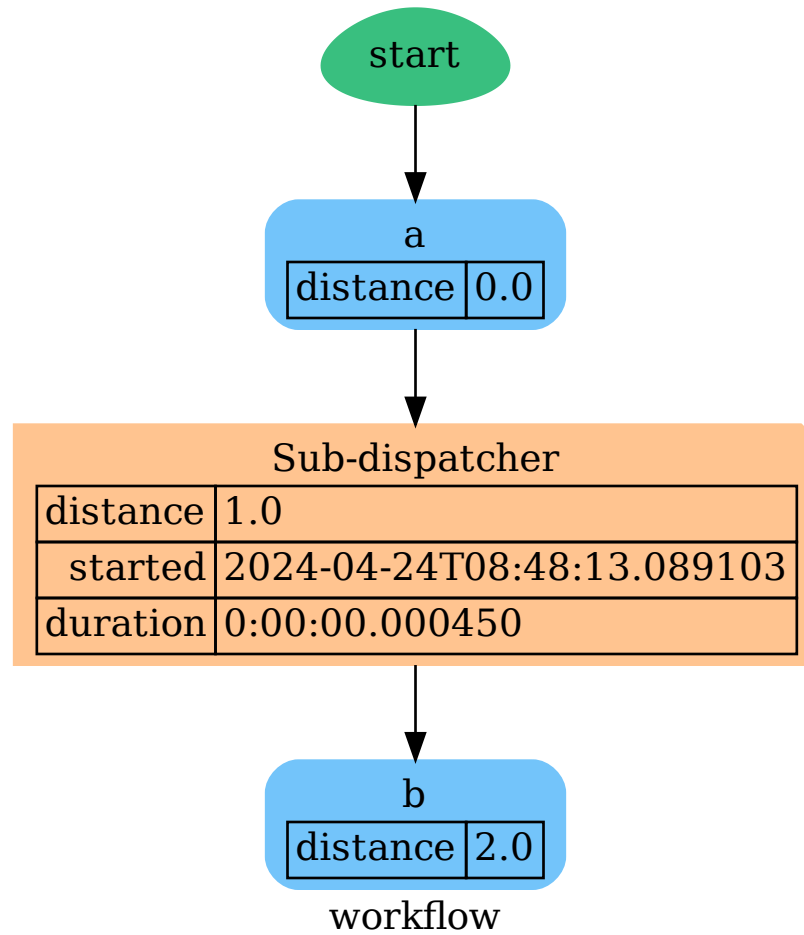 start
a
distance 0.0
Sub-dispatcher
distance 1.0
started 2024-04-24T08:48:13.089103
duration 0:00:00.000450
b
distance 2.0
workflow